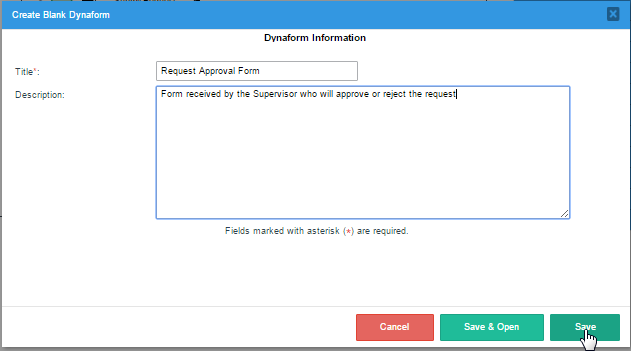 Create Blank Dynaform
Dynaform Information
Title*:
Request Approval Form
Description:
Form received by the Supervisor who will approve or reject the request
Fields marked with asterisk (*) are required.
Cancel
Save & Open
Save